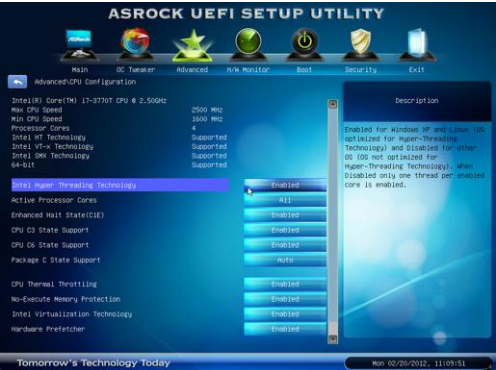 ASROCK UEFI SETUP UTILITY
Main OC Tweaker Advanced H/W Monitor Boot Security Exit
Advanced\CPU Configuration
Description
Intel(R) Core(TM) i7-3770T CPU @ 2.50GHz
Max CPU Speed 2500 MHz
Min CPU Speed 1600 MHz
Processor Cores 4
Intel HT Technology Supported
Intel VT-x Technology Supported
Intel SMX Technology Supported
64-bit Supported
Intel Hyper Threading Technology Enabled
Active Processor Cores All
Enhanced Halt State(C1E) Enabled
CPU C3 State Support Enabled
CPU C6 State Support Enabled
Package C State Support Auto
CPU Thermal Throttling Enabled
No-Execute Memory Protection Enabled
Intel Virtualization Technology Enabled
Hardware Prefetcher Enabled
Enabled for Windows XP and Linux (OS
optimized for Hyper-Threading
Technology) and Disabled for other
OS (OS not optimized for
Hyper-Threading Technology). When
Disabled only one thread per enabled
core is enabled.
Tomorrow's Technology Today
Mon 02/20/2012, 11:09:51